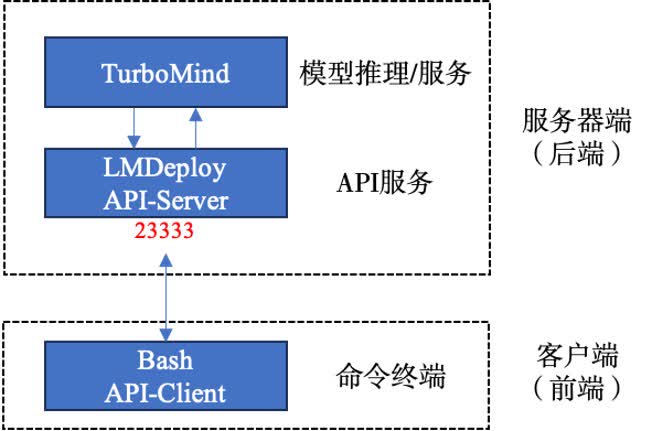 TurboMind
模型推理/服务
LMDeploy
API-Server
API服务
23333
服务器端
（后端）
Bash
API-Client
命令终端
客户端
（前端）